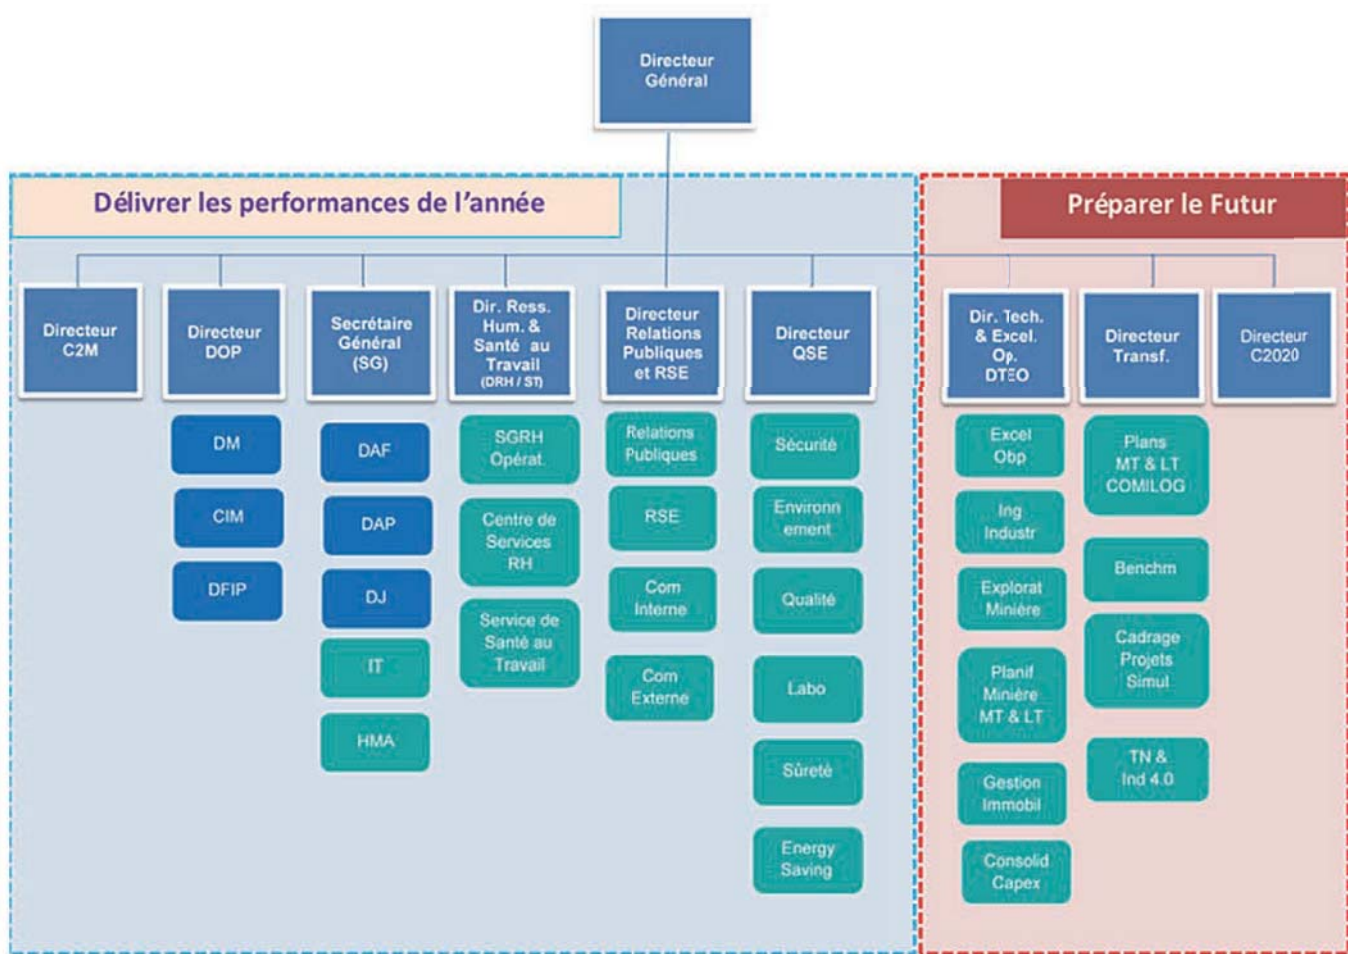 Directeur
Général
Délivrer les performances de l'année
Préparer le Futur
Directeur
C2M
Directeur
DOP
Secrétaire
Général
(SG)
Dir. Ress.
Hum. &
Santé au
Travail
(DRH / ST)
Directeur
Relations
Publiques
et RSE
Directeur
QSE
Dir. Tech.
& Excel.
Op.
DTEO
Directeur
Transf.
Directeur
C2020
DM
CIM
DFIP
DAF
DAP
DJ
IT
HMA
SGRH
Opérat.
Centre de
Services
RH
Service de
Santé au
Travail
Relations
Publiques
RSE
Com
Interne
Com
Externe
Sécurité
Environn
ement
Qualité
Labo
Sûreté
Energy
Saving
Excel
Obp
Ing
Industr
Explorat
Minière
Planif
Minière
MT & LT
Gestion
Immobil
Consolid
Capex
Plans
MT & LT
COMILOG
Benchm
Cadrage
Projets
Simul
TN &
Ind 4.0